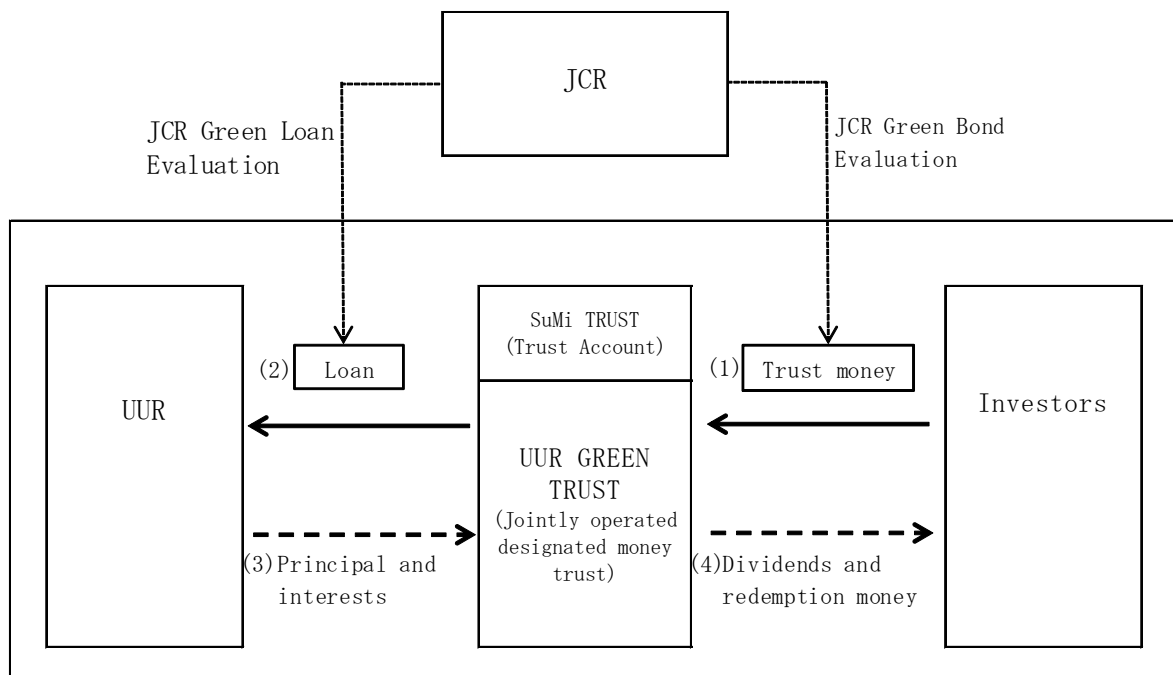 JCR
JCR Green Loan
Evaluation
JCR Green Bond
Evaluation
UUR
(2)
Loan
SuMi TRUST
(Trust Account)
(1)
Trust money
Investors
UUR GREEN
TRUST
(Jointly operated
designated money
trust)
(3)Principal and
interests
(4)Dividends and
redemption money